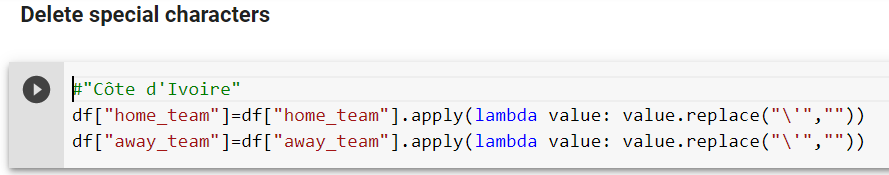 Delete special characters
#"Côte d'Ivoire"
df["home_team"]=df["home_team"].apply(lambda value: value.replace("\'",""))
df["away_team"]=df["away_team"].apply(lambda value: value.replace("\'",""))